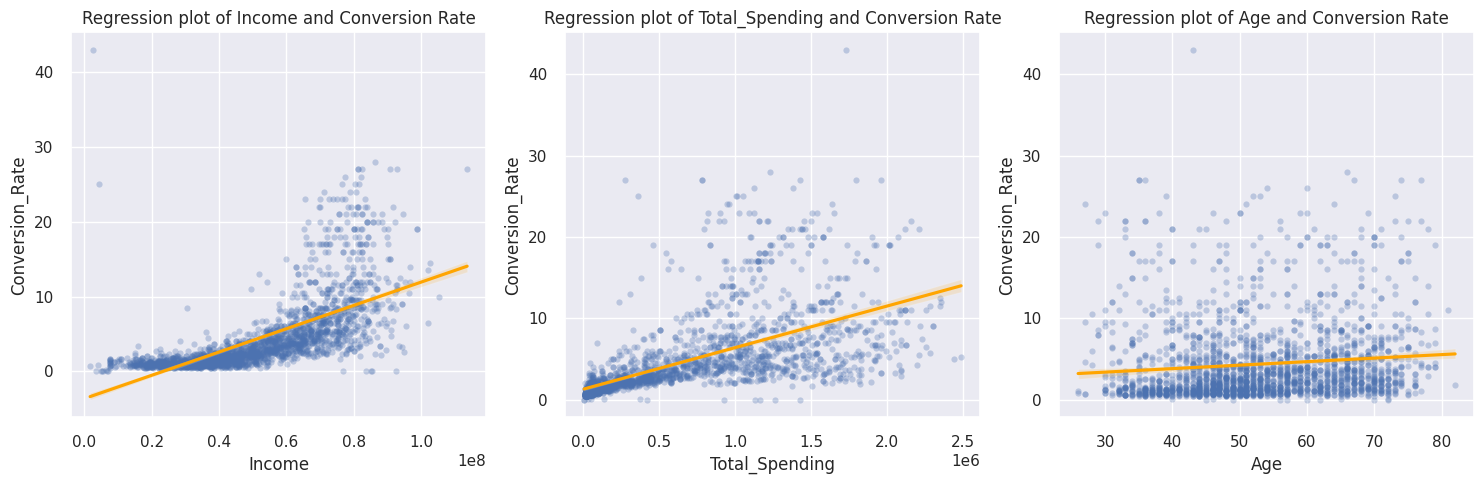 Regression plot of Income and Conversion Rate
Conversion_Rate
40
30
20
10
0
0.0 0.2 0.4 0.6 0.8 1.0
1e8
Income
Regression plot of Total_Spending and Conversion Rate
Conversion_Rate
40
30
20
10
0
0.0 0.5 1.0 1.5 2.0 2.5
1e6
Total_Spending
Regression plot of Age and Conversion Rate
Conversion_Rate
40
30
20
10
0
30 40 50 60 70 80
Age